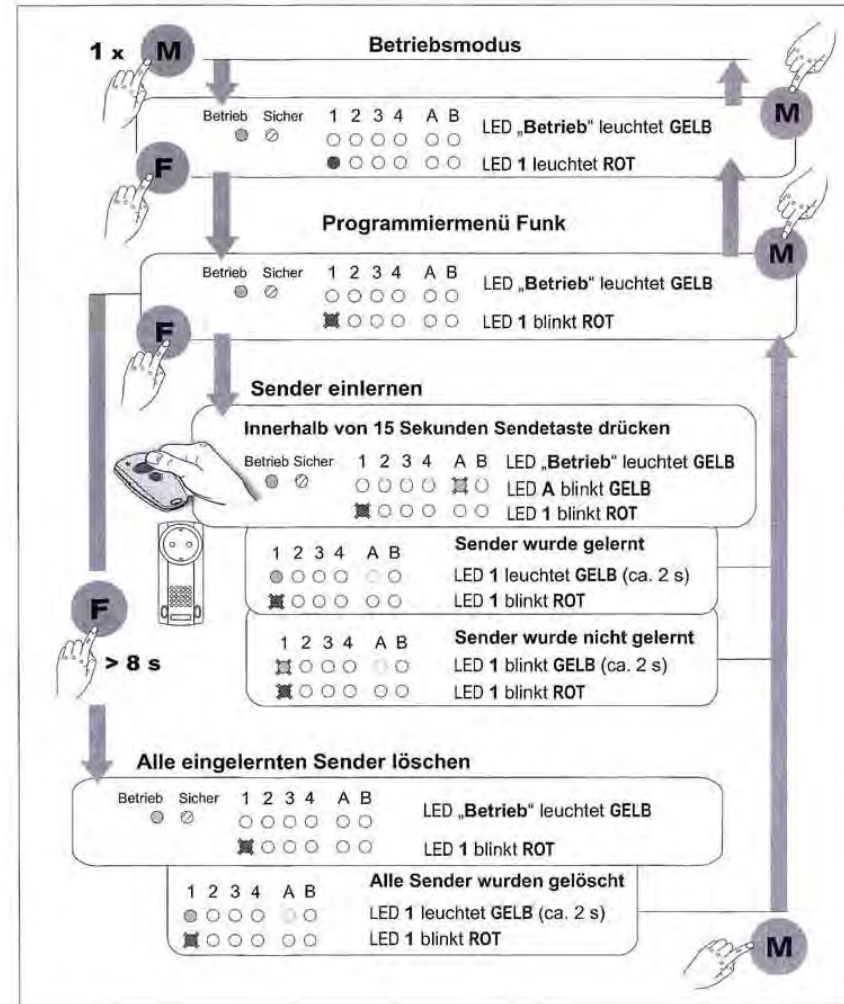 1 x M
Betriebsmodus
M
Betrieb Sicher 1 2 3 4 A B
LED „Betrieb“ leuchtet GELB
LED 1 leuchtet ROT
F
Programmiermenü Funk
M
Betrieb Sicher 1 2 3 4 A B
LED „Betrieb“ leuchtet GELB
LED 1 blinkt ROT
F
Sender einlernen
Innerhalb von 15 Sekunden Sendetaste drücken
Betrieb Sicher 1 2 3 4 A B LED „Betrieb“ leuchtet GELB
LED A blinkt GELB
LED 1 blinkt ROT
1 2 3 4 A B Sender wurde gelernt
LED 1 leuchtet GELB (ca. 2 s)
LED 1 blinkt ROT
F
> 8 s
1 2 3 4 A B Sender wurde nicht gelernt
LED 1 blinkt GELB (ca. 2 s)
LED 1 blinkt ROT
Alle eingelernten Sender löschen
Betrieb Sicher 1 2 3 4 A B
LED „Betrieb“ leuchtet GELB
LED 1 blinkt ROT
1 2 3 4 A B Alle Sender wurden gelöscht
LED 1 leuchtet GELB (ca. 2 s)
LED 1 blinkt ROT
M